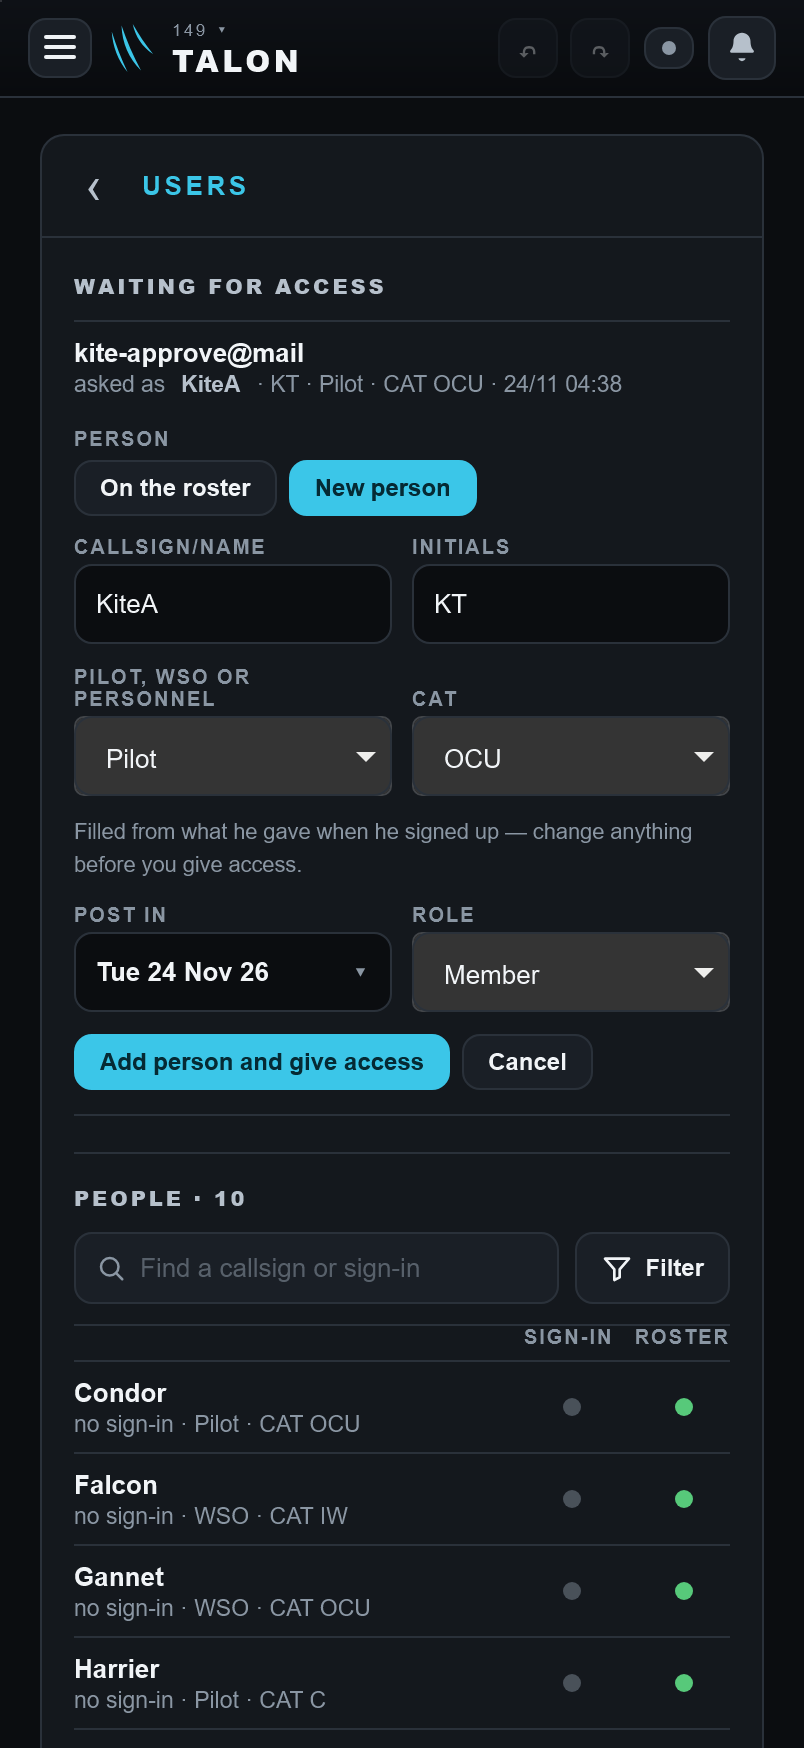 149 ▾
TALON
USERS
WAITING FOR ACCESS
kite-approve@mail
asked as KiteA · KT · Pilot · CAT OCU · 24/11 04:38
PERSON
On the roster New person
CALLSIGN/NAME INITIALS
KiteA KT
PILOT, WSO OR
PERSONNEL CAT
Pilot OCU
Filled from what he gave when he signed up — change anything
before you give access.
POST IN ROLE
Tue 24 Nov 26 ▾ Member
Add person and give access Cancel
PEOPLE · 10
Find a callsign or sign-in Filter
SIGN-IN ROSTER
Condor
no sign-in · Pilot · CAT OCU
Falcon
no sign-in · WSO · CAT IW
Gannet
no sign-in · WSO · CAT OCU
Harrier
no sign-in · Pilot · CAT C